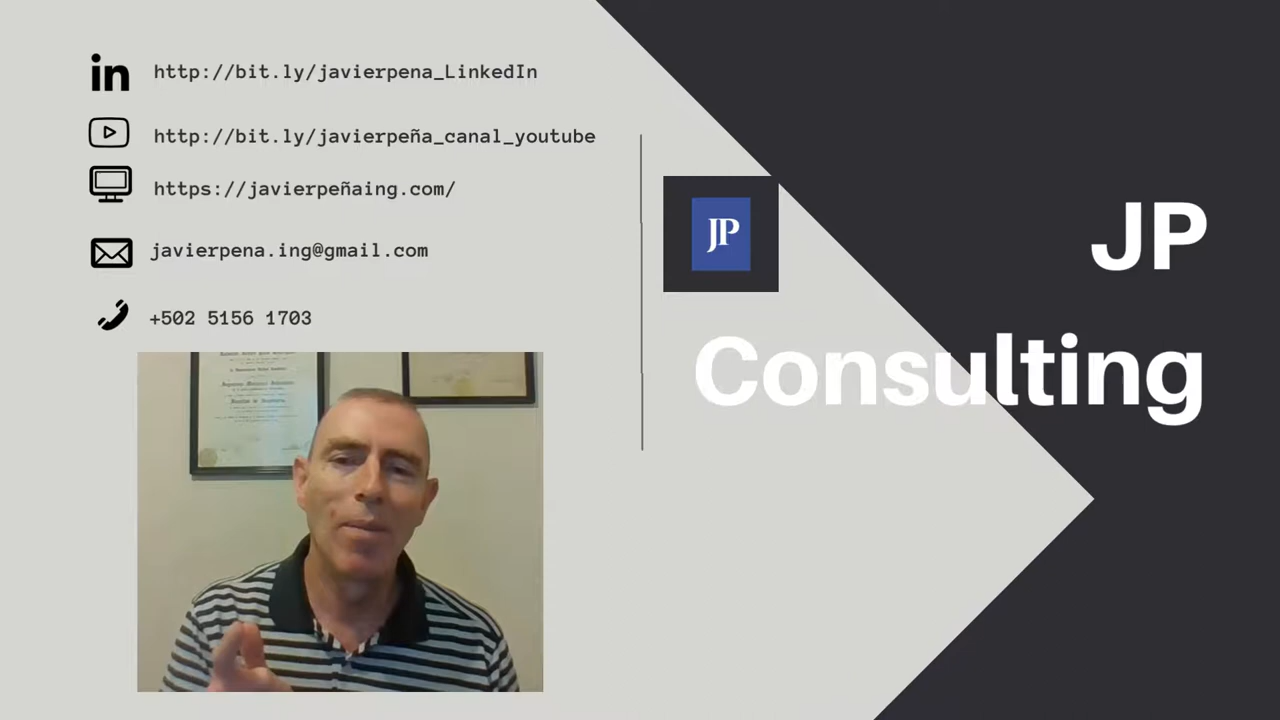 http://bit.ly/javierpena_LinkedIn
http://bit.ly/javierpeña_canal_youtube
https://javierpeñaing.com/
javierpena.ing@gmail.com
+502 5156 1703
in
JP
JP
Consulting